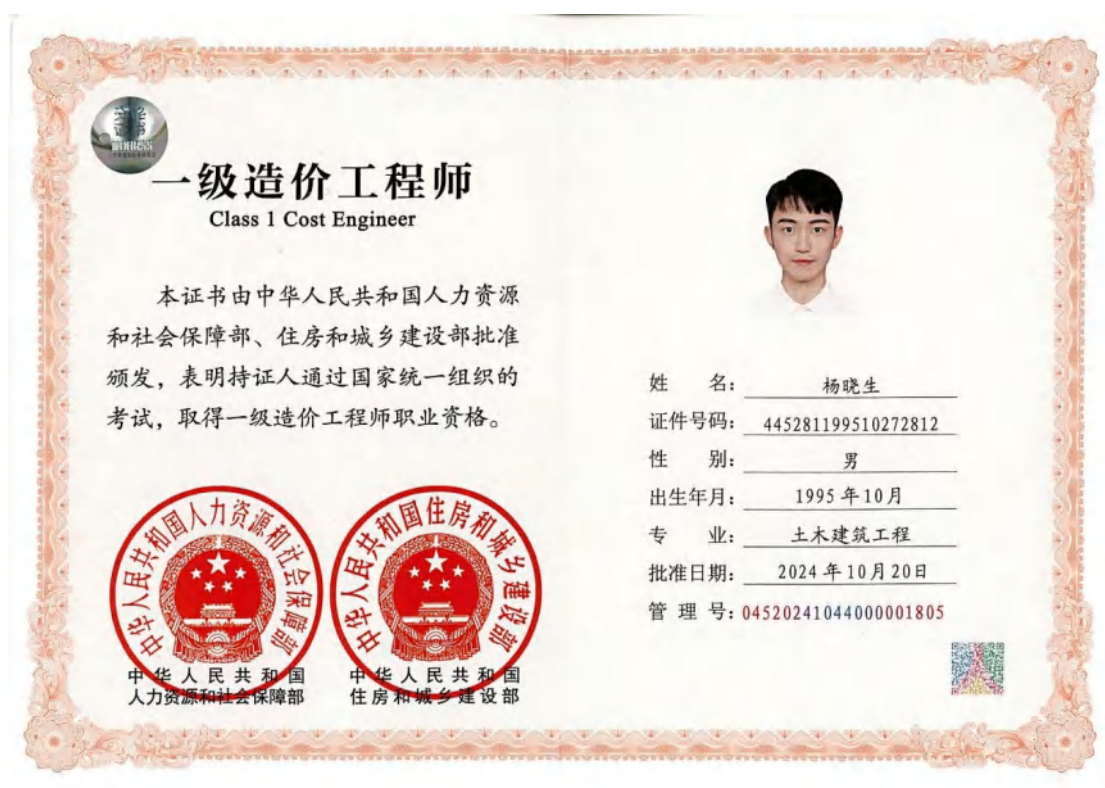 一级造价工程师
Class 1 Cost Engineer
本证书由中华人民共和国人力资源
和社会保障部、住房和城乡建设部批准
颁发，表明持证人通过国家统一组织的
考试，取得一级造价工程师职业资格。
中华人民共和国人力资源和社会保障部
中华人民共和国
人力资源和社会保障部
中华人民共和国住房和城乡建设部
中华人民共和国
住房和城乡建设部
姓 名：杨晓生
证件号码：445281199510272812
性 别：男
出生年月：1995年10月
专 业：土木建筑工程
批准日期：2024年10月20日
管 理 号：04520241044000001805